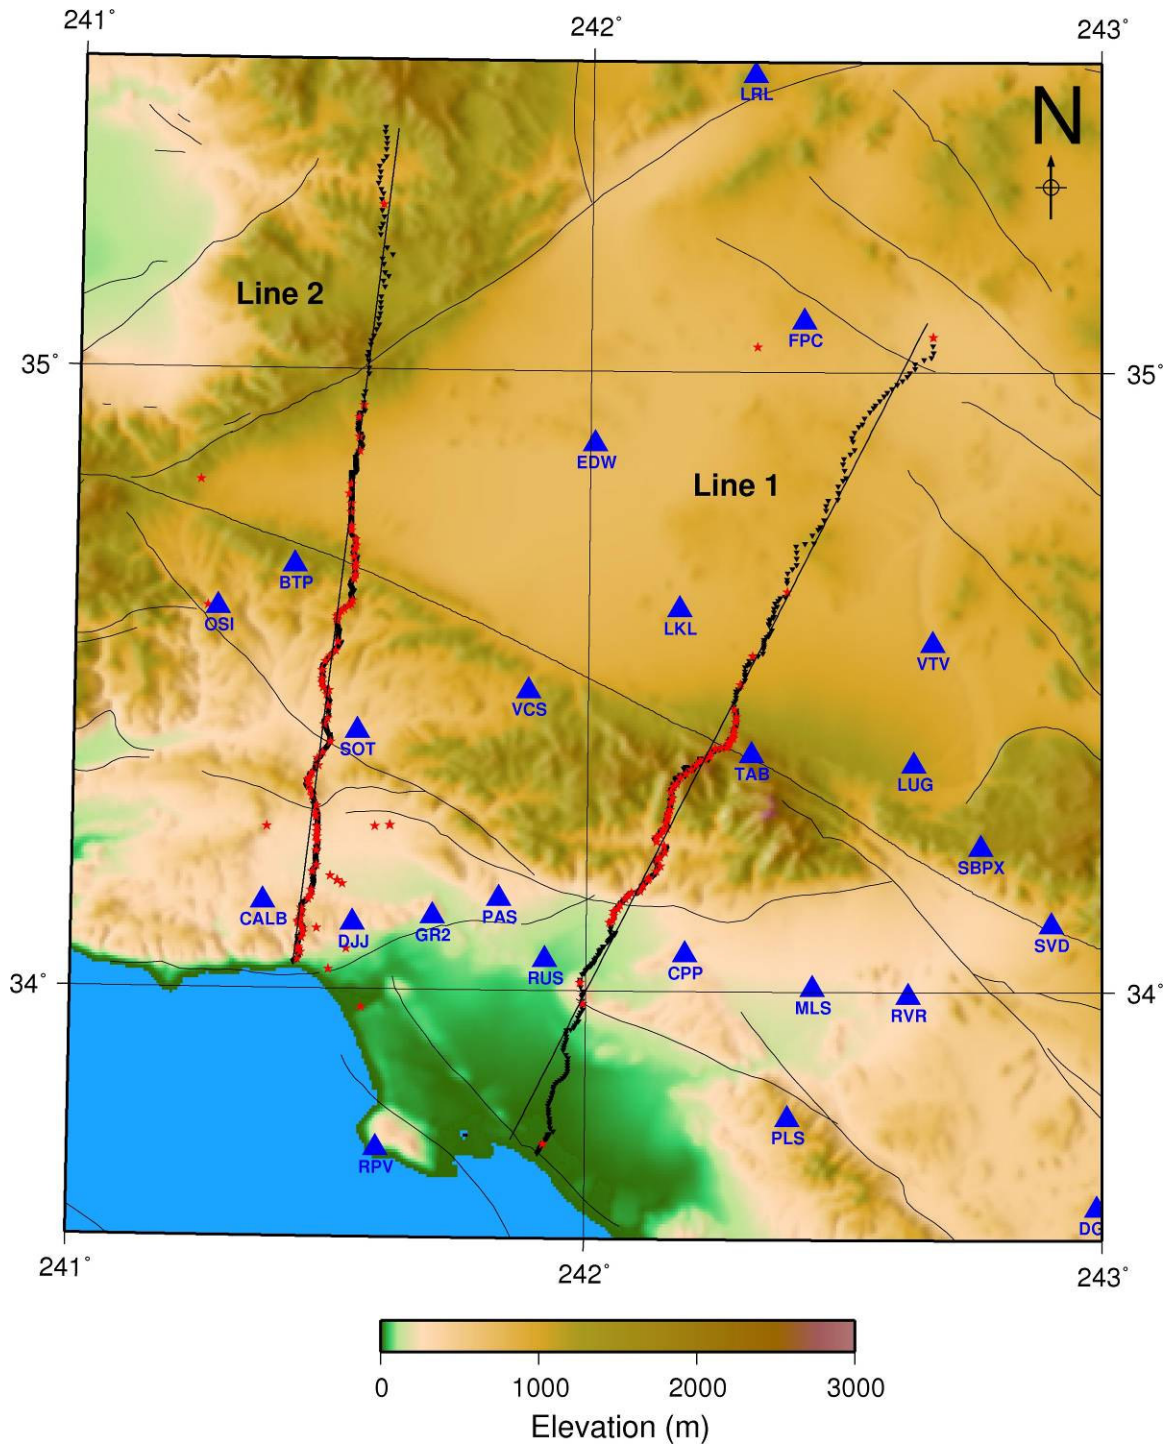 241°
242°
243°
LRL
N
Line 2
FPC
35°
35°
EDW
Line 1
BTP
OSI
LKL
VTV
VCS
SOT
TAB
LUG
SBPX
CALB
PAS
GR2
DJJ
SVD
RUS
CPP
34°
34°
MLS
RVR
PLS
RPV
DG
241°
242°
243°
0
1000
2000
3000
Elevation (m)